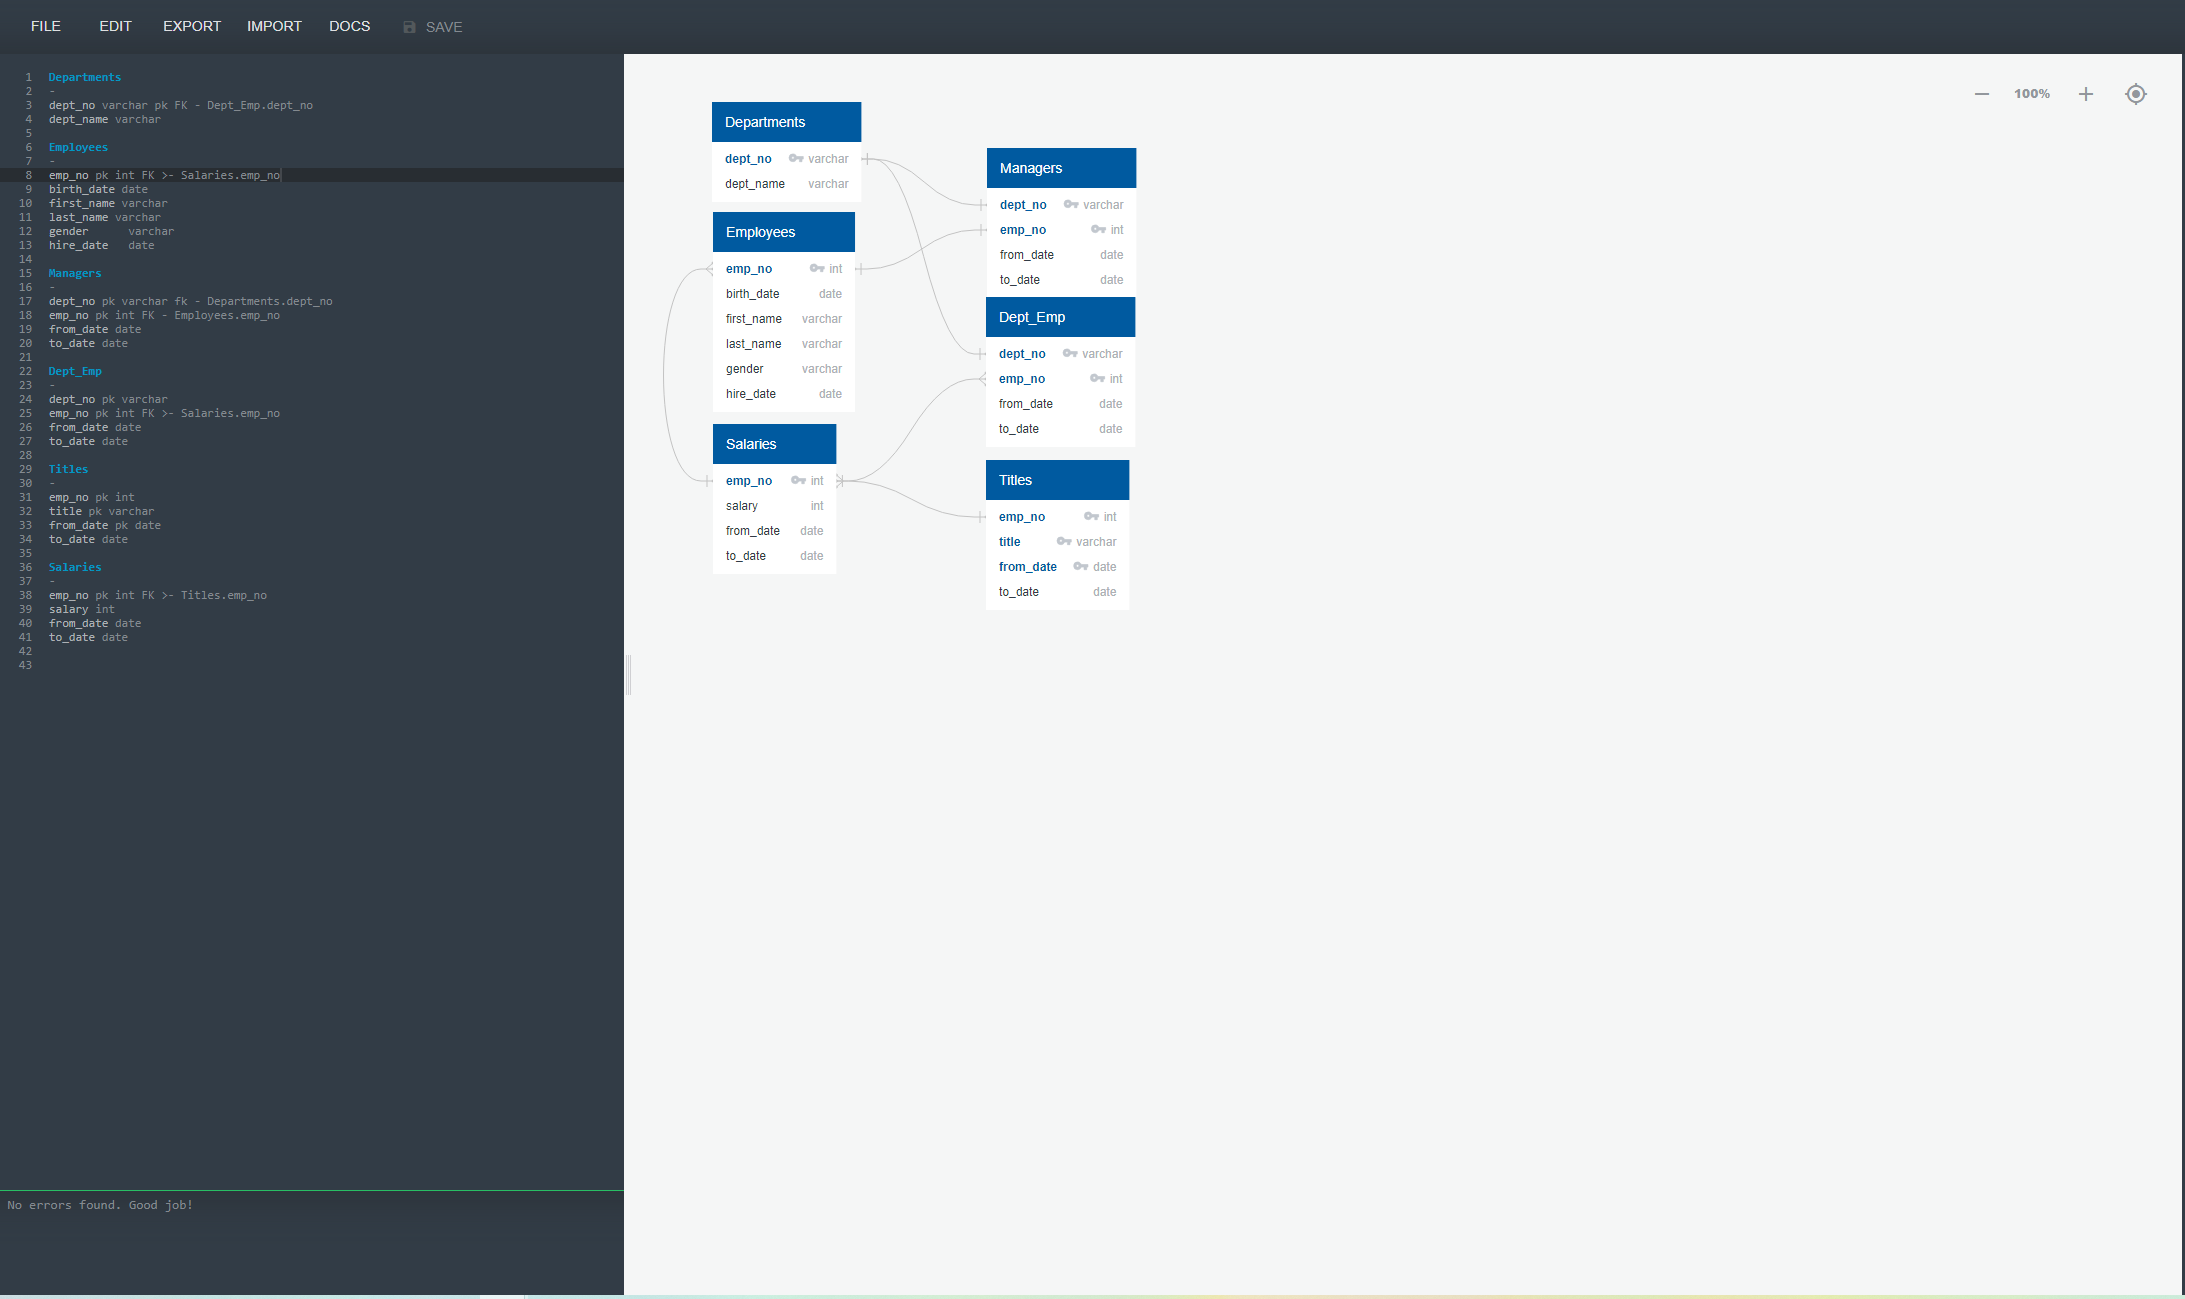 FILE EDIT EXPORT IMPORT DOCS SAVE
1 Departments
2 -
3 dept_no varchar pk FK - Dept_Emp.dept_no
4 dept_name varchar
5
6 Employees
7 -
8 emp_no pk int FK >- Salaries.emp_no
9 birth_date date
10 first_name varchar
11 last_name varchar
12 gender varchar
13 hire_date date
14
15 Managers
16 -
17 dept_no pk varchar fk - Departments.dept_no
18 emp_no pk int FK - Employees.emp_no
19 from_date date
20 to_date date
21
22 Dept_Emp
23 -
24 dept_no pk varchar
25 emp_no pk int FK >- Salaries.emp_no
26 from_date date
27 to_date date
28
29 Titles
30 -
31 emp_no pk int
32 title pk varchar
33 from_date pk date
34 to_date date
35
36 Salaries
37 -
38 emp_no pk int FK >- Titles.emp_no
39 salary int
40 from_date date
41 to_date date
42
43
No errors found. Good job!
100%
Departments
dept_no varchar
dept_name varchar
Employees
emp_no int
birth_date date
first_name varchar
last_name varchar
gender varchar
hire_date date
Salaries
emp_no int
salary int
from_date date
to_date date
Managers
dept_no varchar
emp_no int
from_date date
to_date date
Dept_Emp
dept_no varchar
emp_no int
from_date date
to_date date
Titles
emp_no int
title varchar
from_date date
to_date date